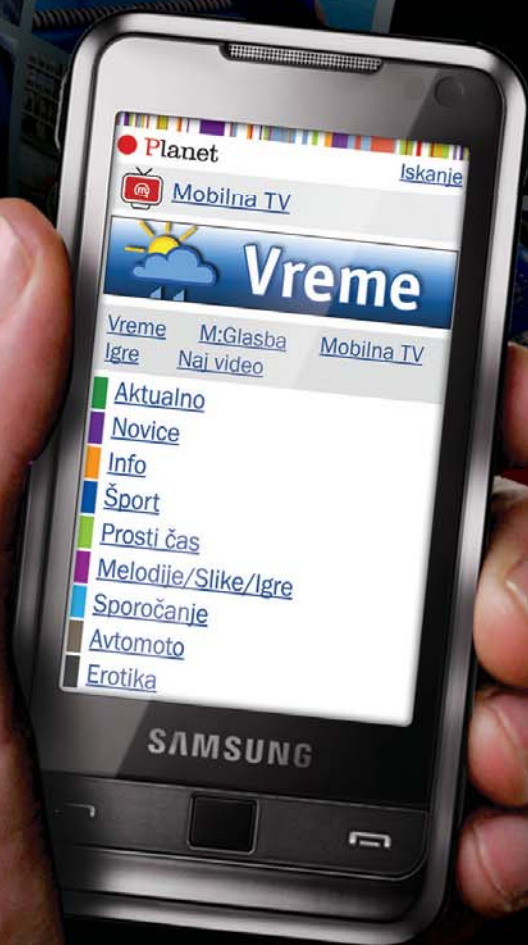 Planet
Iskanje
Mobilna TV
Vreme
Vreme M:Glasba Mobilna TV
Igre Naj video
Aktualno
Novice
Info
Šport
Prosti čas
Melodije/Slike/Igre
Sporočanje
Avtomoto
Erotika
SAMSUNG